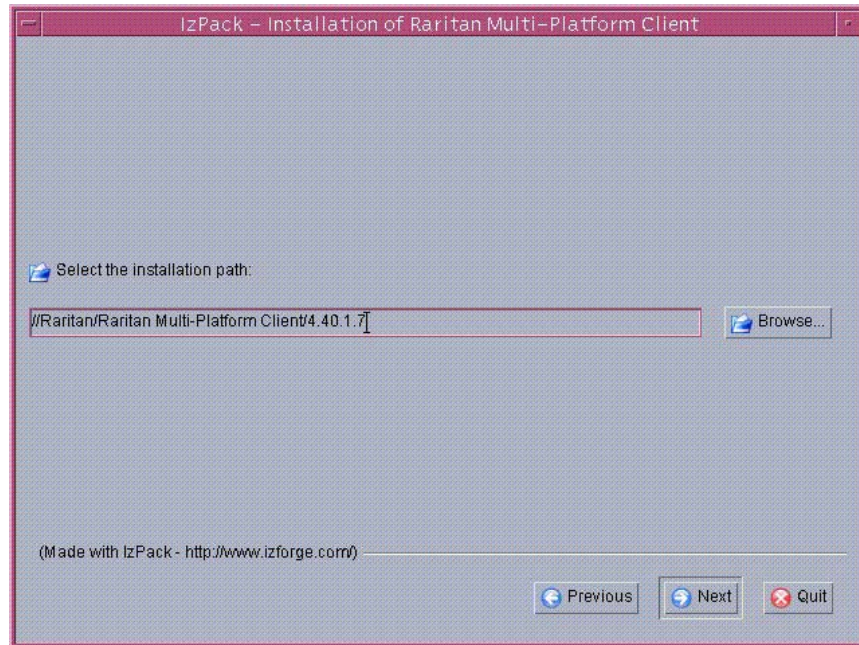 IzPack – Installation of Raritan Multi–Platform Client
Select the installation path:
//Raritan/Raritan Multi-Platform Client/4.40.1.7
Browse...
(Made with IzPack - http://www.izforge.com/)
Previous
Next
Quit